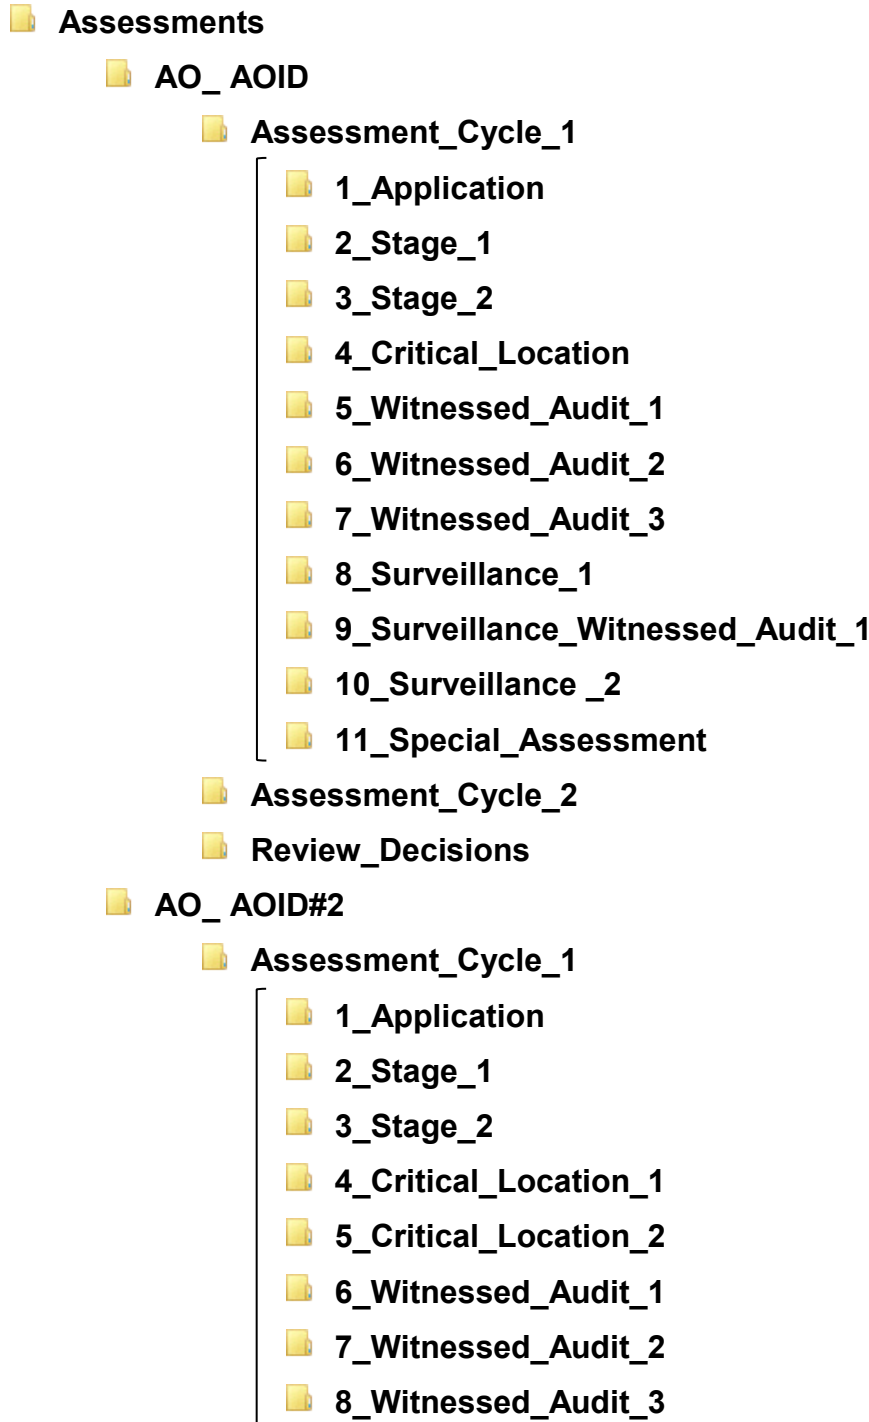 Assessments
AO_ AOID
Assessment_Cycle_1
1_Application
2_Stage_1
3_Stage_2
4_Critical_Location
5_Witnessed_Audit_1
6_Witnessed_Audit_2
7_Witnessed_Audit_3
8_Surveillance_1
9_Surveillance_Witnessed_Audit_1
10_Surveillance _2
11_Special_Assessment
Assessment_Cycle_2
Review_Decisions
AO_ AOID#2
Assessment_Cycle_1
1_Application
2_Stage_1
3_Stage_2
4_Critical_Location_1
5_Critical_Location_2
6_Witnessed_Audit_1
7_Witnessed_Audit_2
8_Witnessed_Audit_3